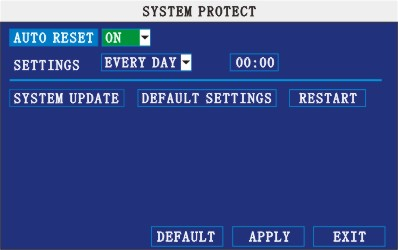 SYSTEM PROTECT
AUTO RESET ON
SETTINGS EVERY DAY 00:00
SYSTEM UPDATE DEFAULT SETTINGS RESTART
DEFAULT APPLY EXIT